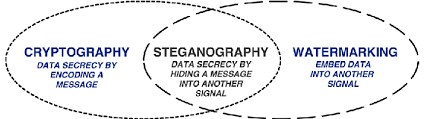 CRYPTOGRAPHY
DATA SECRECY BY
ENCODING A
MESSAGE
STEGANOGRAPHY
DATA SECRECY BY
HIDING A MESSAGE
INTO ANOTHER
SIGNAL
WATERMARKING
EMBED DATA
INTO ANOTHER
SIGNAL